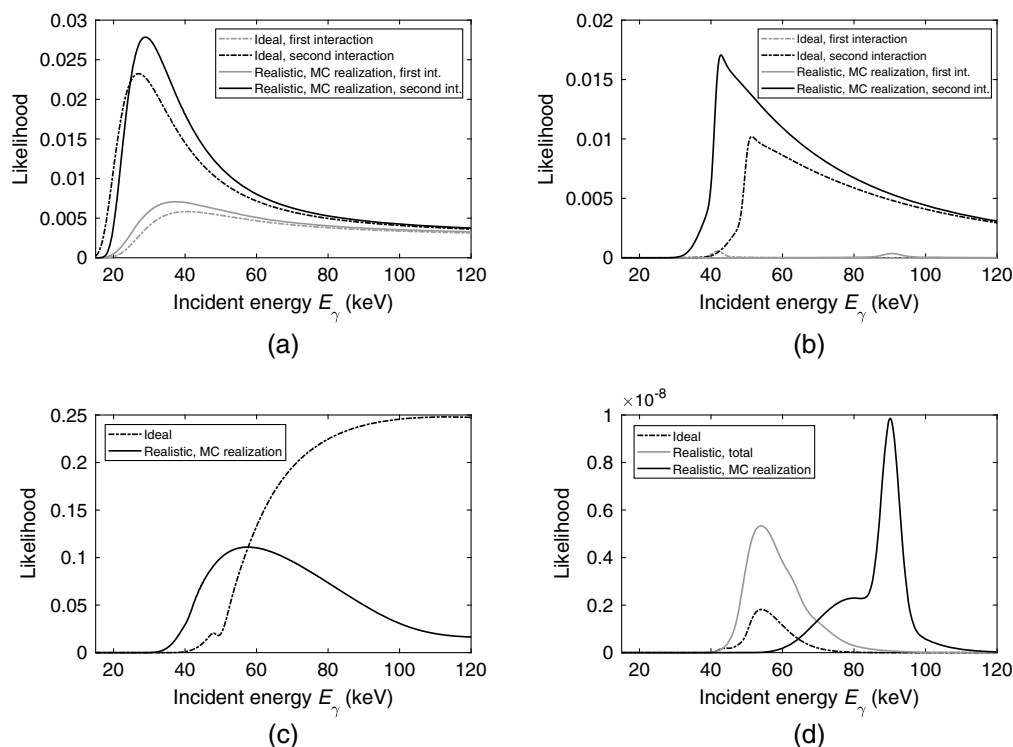 0.03
0.025
0.02
0.015
0.01
0.005
0
Likelihood
Ideal, first interaction
Ideal, second interaction
Realistic, MC realization, first int.
Realistic, MC realization, second int.
20 40 60 80 100 120
Incident energy Eγ (keV)
(a)
0.02
0.015
0.01
0.005
0
Likelihood
Ideal, first interaction
Ideal, second interaction
Realistic, MC realization, first int.
Realistic, MC realization, second int.
20 40 60 80 100 120
Incident energy Eγ (keV)
(b)
0.25
0.2
0.15
0.1
0.05
0
Likelihood
Ideal
Realistic, MC realization
20 40 60 80 100 120
Incident energy Eγ (keV)
(c)
×10⁻⁸
1
0.8
0.6
0.4
0.2
0
Likelihood
Ideal
Realistic, total
Realistic, MC realization
20 40 60 80 100 120
Incident energy Eγ (keV)
(d)